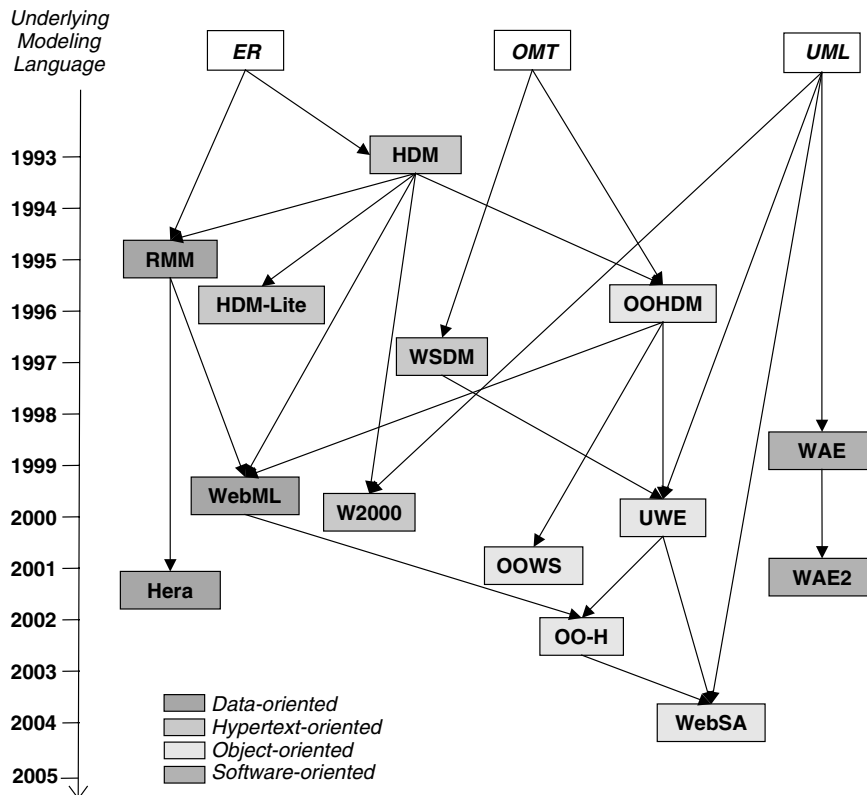 Underlying
Modeling
Language
ER
OMT
UML
1993
HDM
1994
1995
RMM
HDM-Lite
OOHDM
1996
WSDM
1997
1998
WAE
1999
WebML
W2000
UWE
2000
OOWS
2001
Hera
WAE2
2002
OO-H
2003
Data-oriented
WebSA
2004
Hypertext-oriented
Object-oriented
Software-oriented
2005